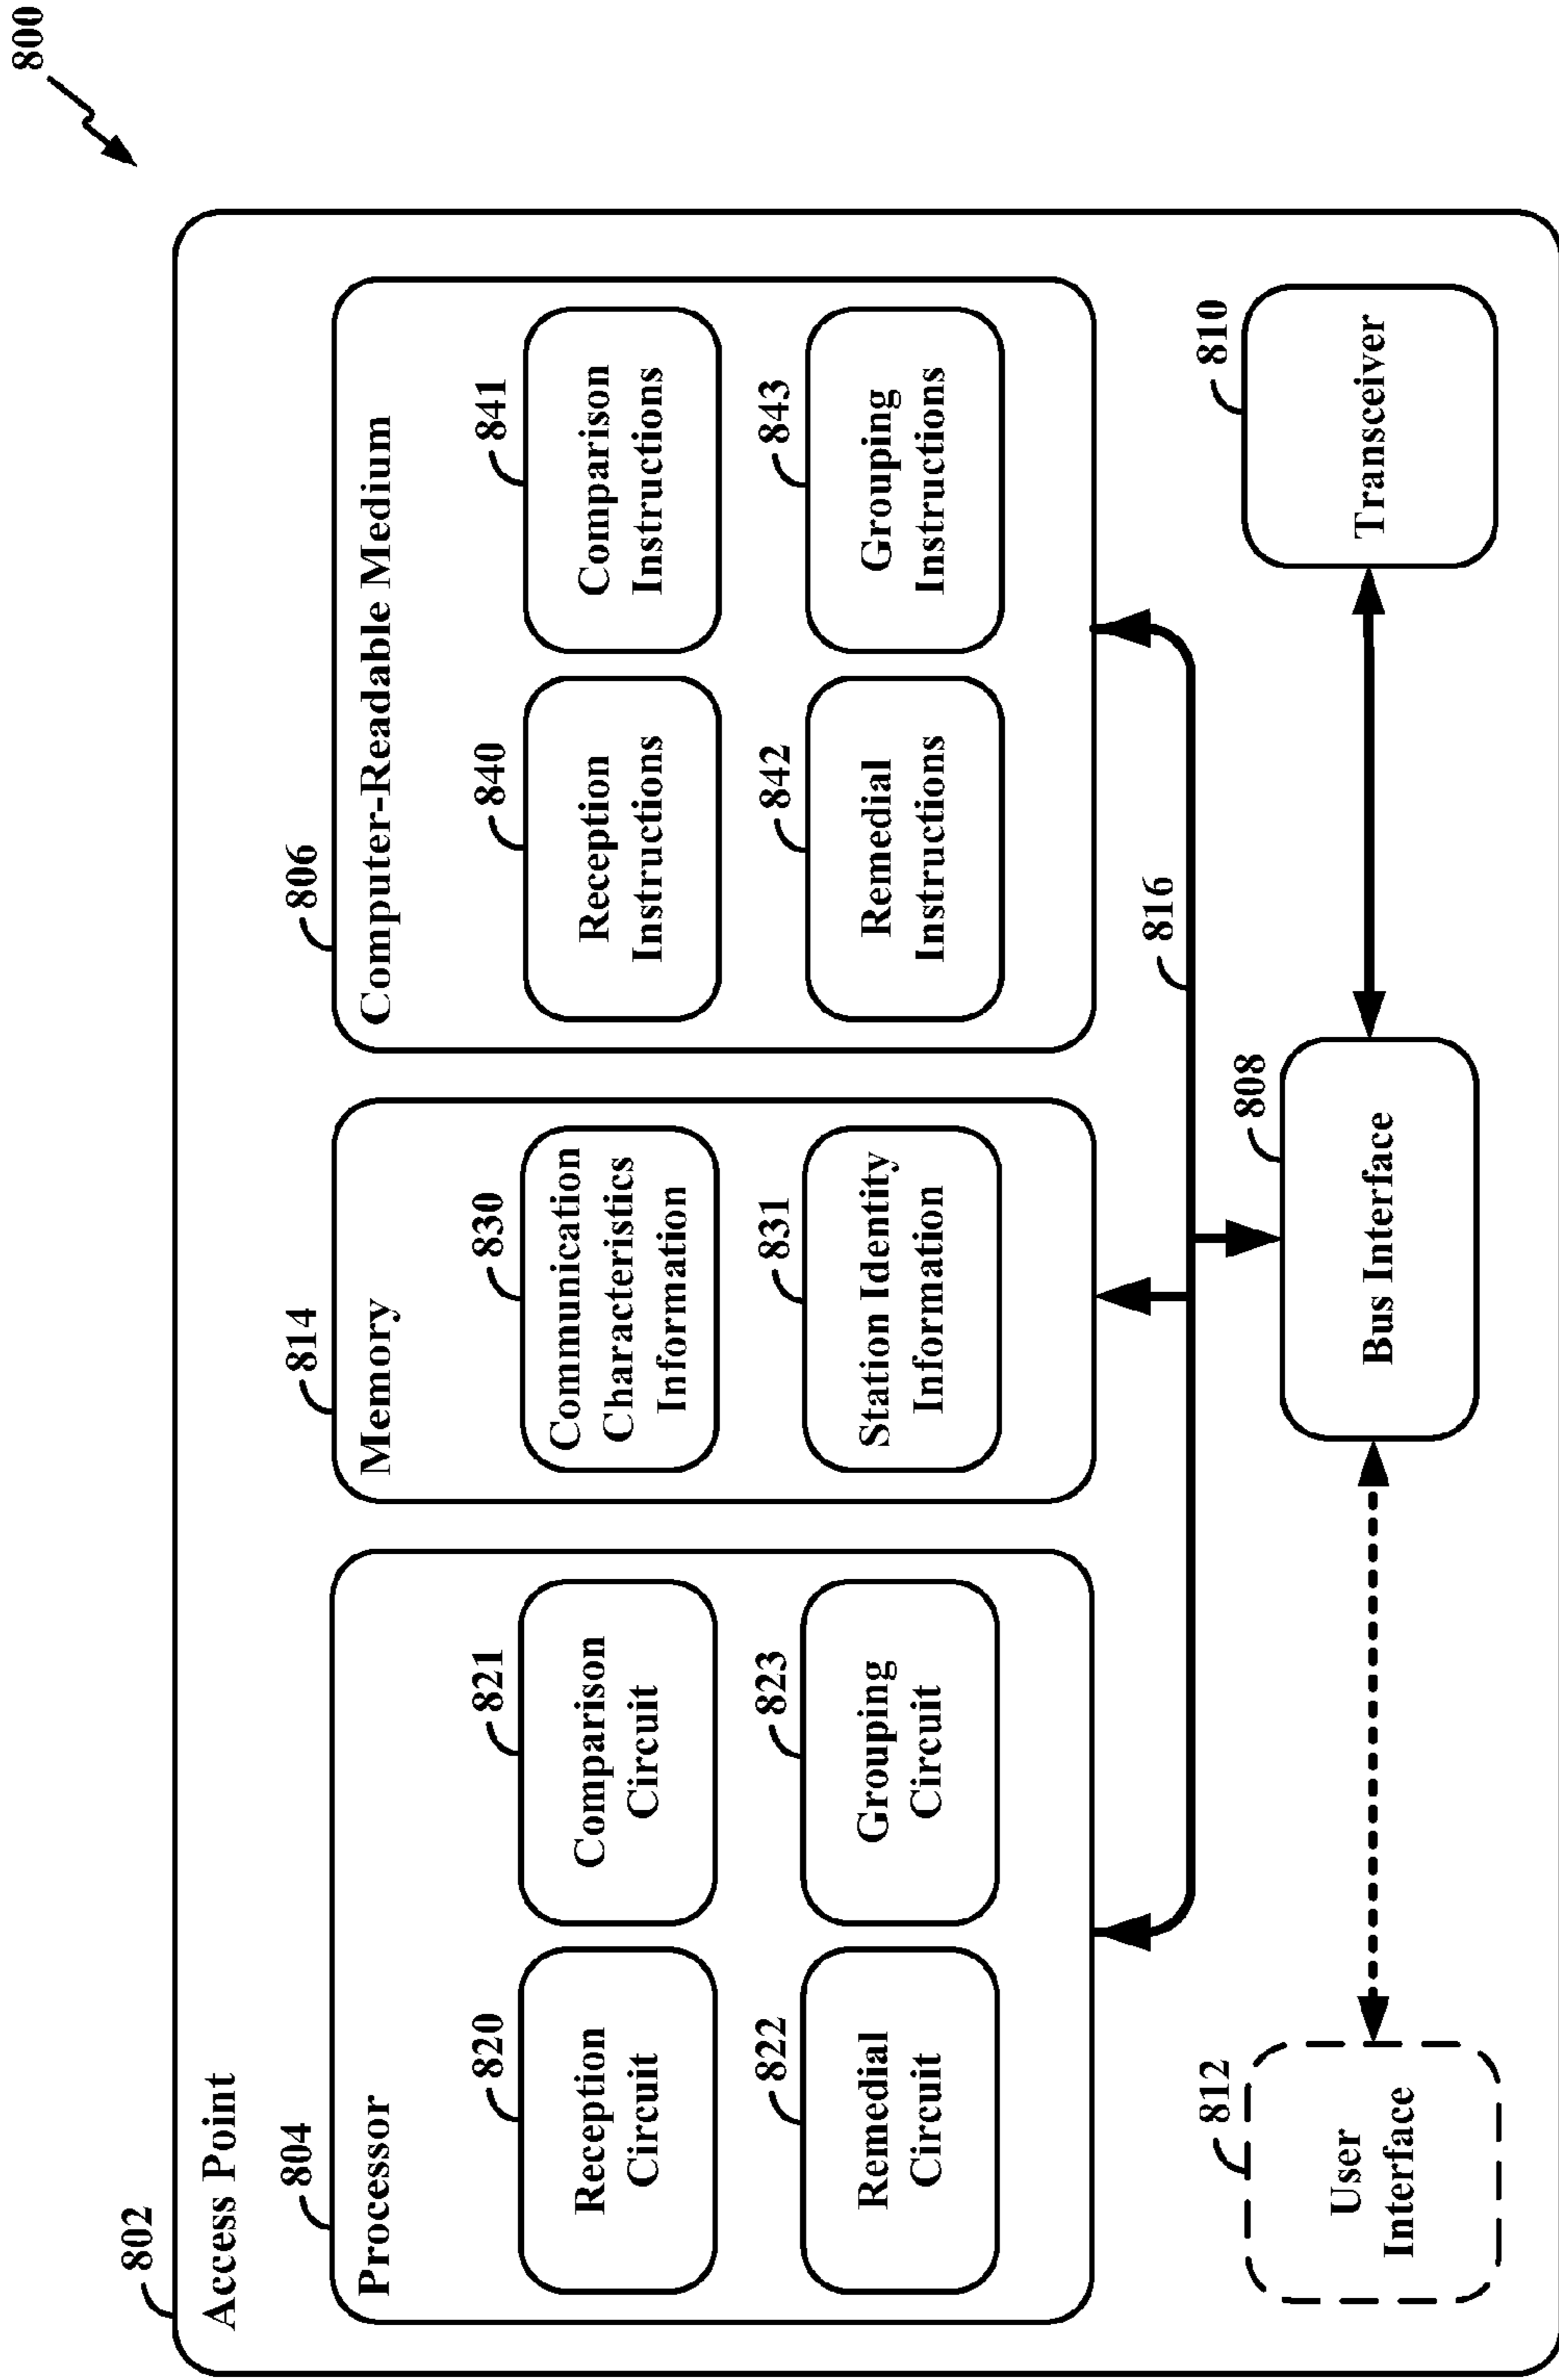 800
802
Access Point
804
Processor
820
Reception
Circuit
821
Comparison
Circuit
822
Remedial
Circuit
823
Grouping
Circuit
814
Memory
830
Communication
Characteristics
Information
831
Station Identity
Information
806
Computer-Readable Medium
840
Reception
Instructions
841
Comparison
Instructions
842
Remedial
Instructions
843
Grouping
Instructions
816
812
User
Interface
808
Bus Interface
810
Transceiver